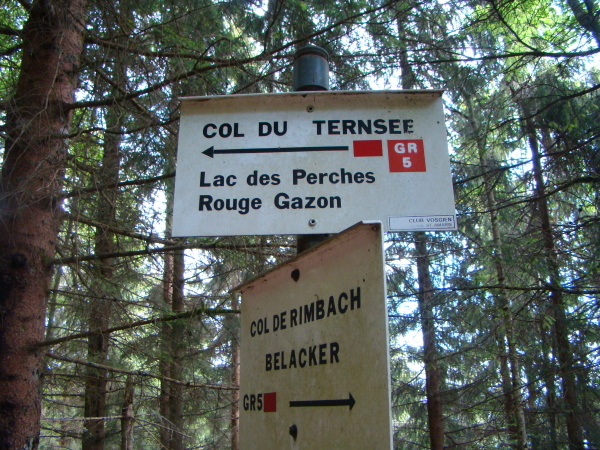 COL DU TERNSEE
GR
5
Lac des Perches
Rouge Gazon
CLUB VOSGIEN
COL DE RIMBACH
BELACKER
GR5